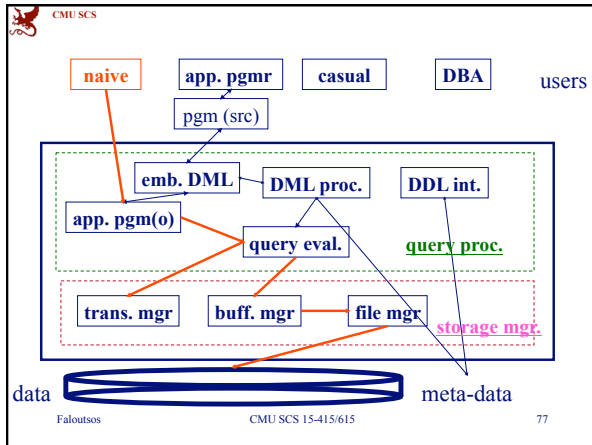 CMU SCS
naive app. pgmr casual DBA users
pgm (src)
emb. DML DML proc. DDL int.
app. pgm(o)
query eval. query proc.
trans. mgr buff. mgr file mgr
storage mgr.
data meta-data
Faloutsos CMU SCS 15-415/615 77